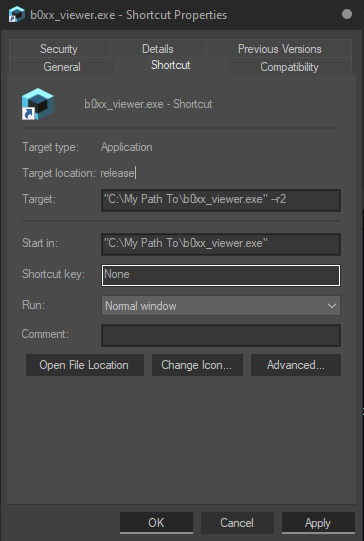 b0xx_viewer.exe - Shortcut Properties
Security Details Previous Versions
General Shortcut Compatibility
b0xx_viewer.exe - Shortcut
Target type: Application
Target location: release
Target: "C:\My Path To\b0xx_viewer.exe" --r2
Start in: "C:\My Path To\b0xx_viewer.exe"
Shortcut key: None
Run: Normal window
Comment:
Open File Location Change Icon... Advanced...
OK Cancel Apply